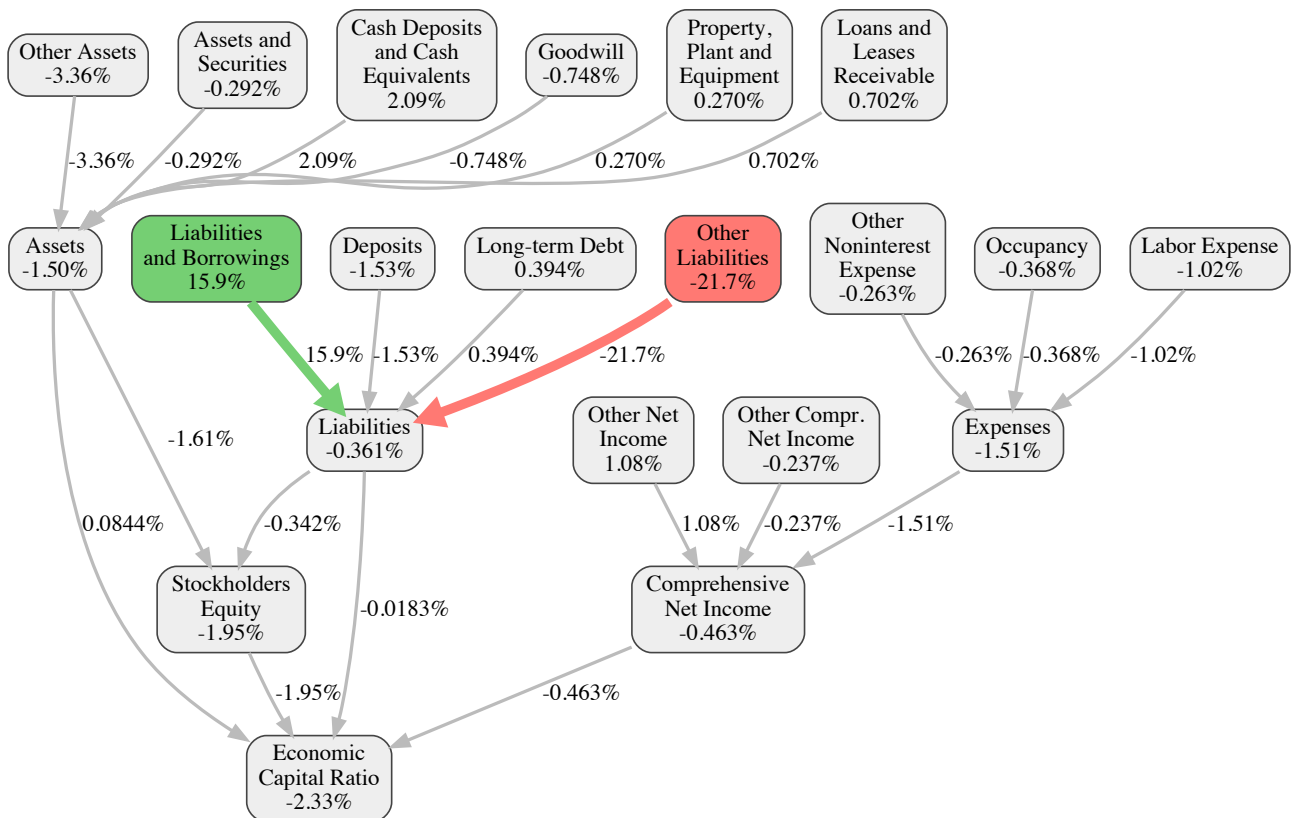 Other Assets
-3.36%
Assets and
Securities
-0.292%
Cash Deposits
and Cash
Equivalents
2.09%
Goodwill
-0.748%
Property,
Plant and
Equipment
0.270%
Loans and
Leases
Receivable
0.702%
-3.36%
-0.292%
2.09%
-0.748%
0.270%
0.702%
Assets
-1.50%
Liabilities
and Borrowings
15.9%
Deposits
-1.53%
Long-term Debt
0.394%
Other
Liabilities
-21.7%
Other
Noninterest
Expense
-0.263%
Occupancy
-0.368%
Labor Expense
-1.02%
15.9%
-1.53%
0.394%
-21.7%
-0.263%
-0.368%
-1.02%
Liabilities
-0.361%
Other Net
Income
1.08%
Other Compr.
Net Income
-0.237%
Expenses
-1.51%
-1.61%
0.0844%
-0.342%
1.08%
-0.237%
-1.51%
Stockholders
Equity
-1.95%
-0.0183%
Comprehensive
Net Income
-0.463%
-1.95%
-0.463%
Economic
Capital Ratio
-2.33%